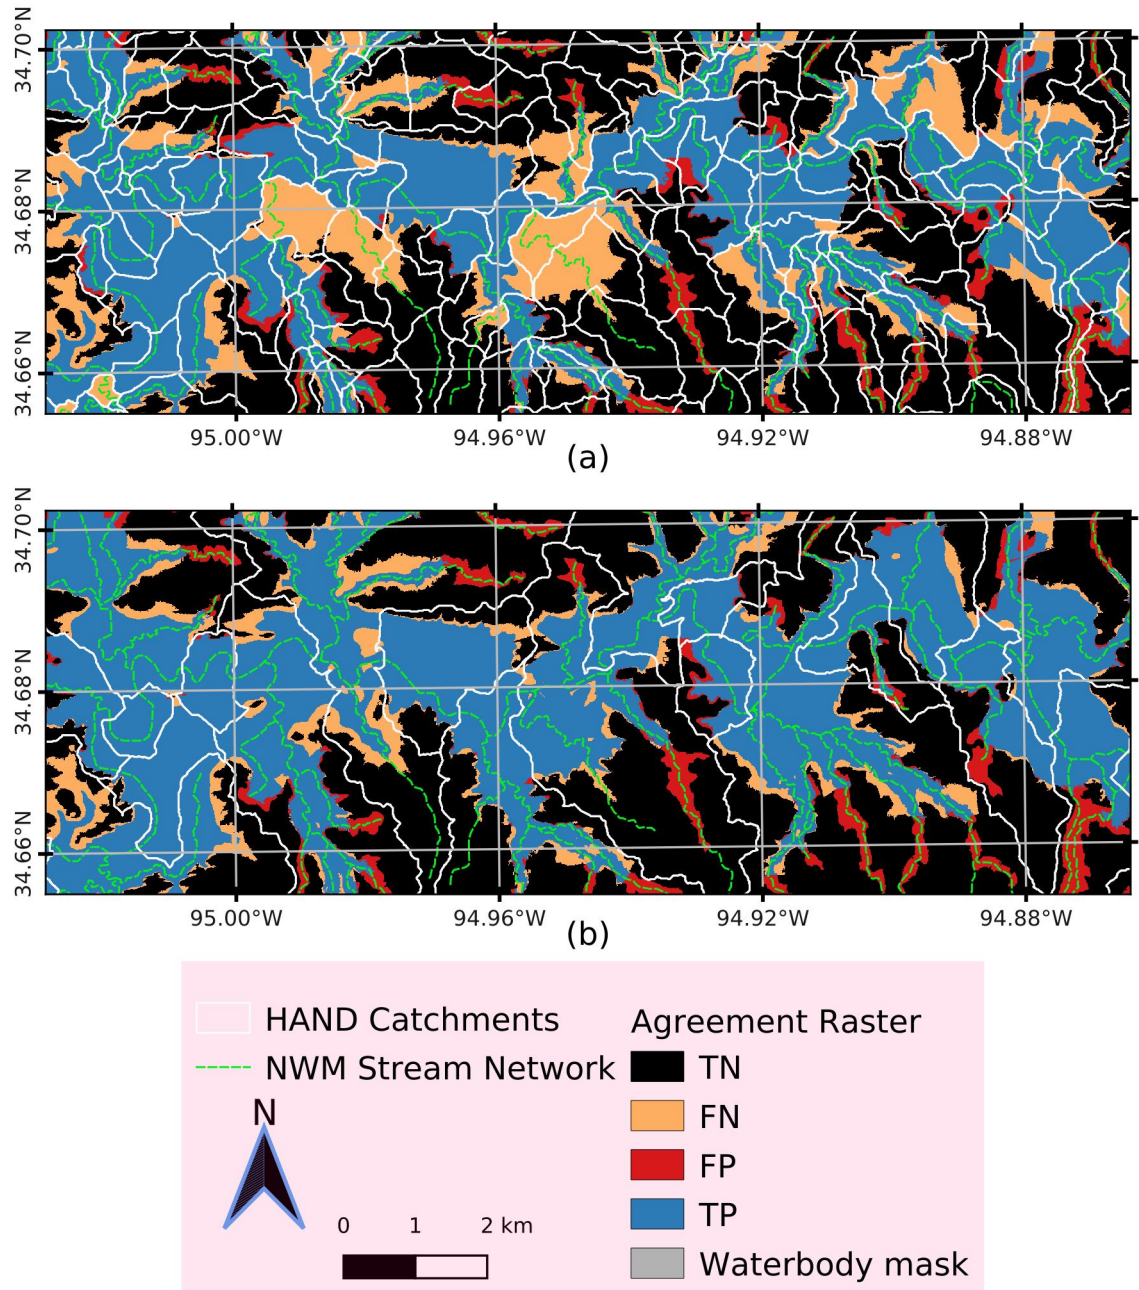 34.70°N
34.68°N
34.66°N
95.00°W 94.96°W 94.92°W 94.88°W
(a)
34.70°N
34.68°N
34.66°N
95.00°W 94.96°W 94.92°W 94.88°W
(b)
HAND Catchments
NWM Stream Network
N
0 1 2 km
Agreement Raster
TN
FN
FP
TP
Waterbody mask